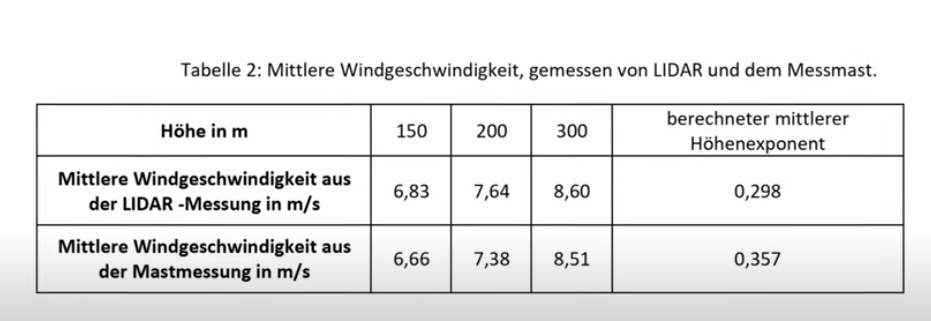 Tabelle 2: Mittlere Windgeschwindigkeit, gemessen von LIDAR und dem Messmast.
Höhe in m 150 200 300 berechneter mittlerer Höhenexponent
Mittlere Windgeschwindigkeit aus
der LIDAR -Messung in m/s 6,83 7,64 8,60 0,298
Mittlere Windgeschwindigkeit aus
der Mastmessung in m/s 6,66 7,38 8,51 0,357